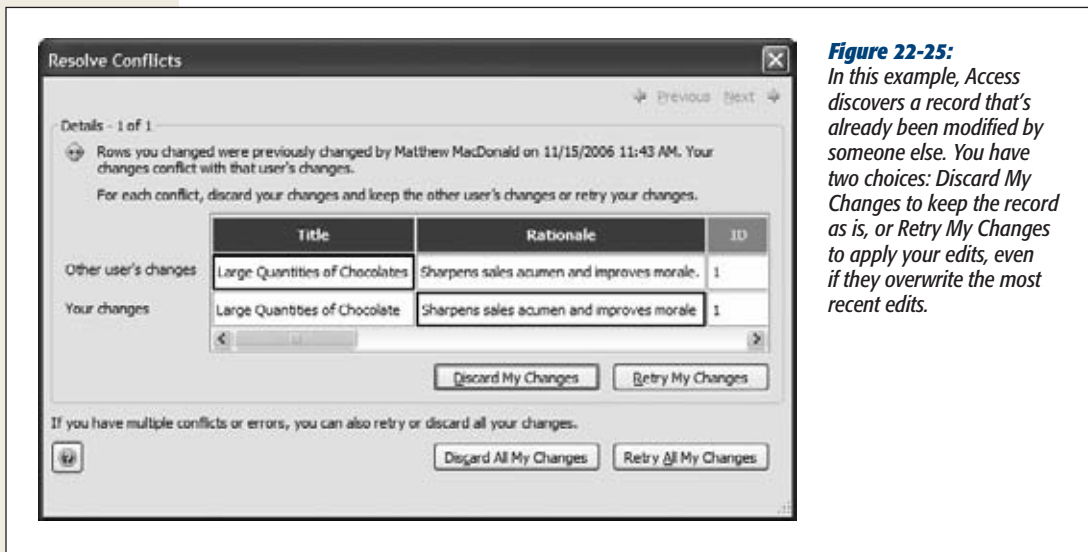 Resolve Conflicts
Previous Next
Details - 1 of 1
Rows you changed were previously changed by Matthew MacDonald on 11/15/2006 11:43 AM. Your
changes conflict with that user's changes.
For each conflict, discard your changes and keep the other user's changes or retry your changes.
Title Rationale ID
Other user's changes Large Quantities of Chocolates Sharpens sales acumen and improves morale. 1
Your changes Large Quantities of Chocolate Sharpens sales acumen and improves morale 1
Discard My Changes Retry My Changes
If you have multiple conflicts or errors, you can also retry or discard all your changes.
Discard All My Changes Retry All My Changes
Figure 22-25:
In this example, Access
discovers a record that's
already been modified by
someone else. You have
two choices: Discard My
Changes to keep the record
as is, or Retry My Changes
to apply your edits, even
if they overwrite the most
recent edits.